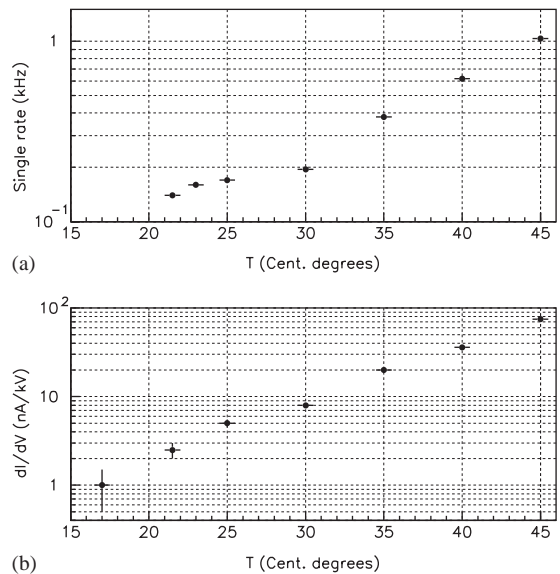 1
10-1
Single rate (kHz)
15 20 25 30 35 40 45
T (Cent. degrees)
(a)
102
10
1
dI/dV (nA/kV)
15 20 25 30 35 40 45
T (Cent. degrees)
(b)